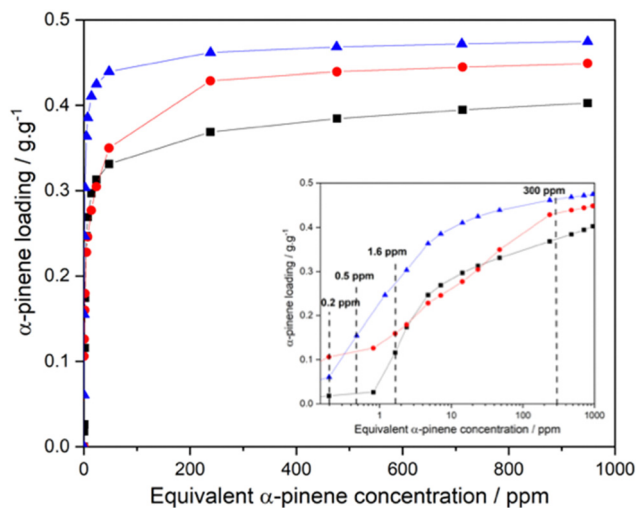 0.5
0.4
0.3
0.2
0.1
0.0
α-pinene loading / g.g⁻¹
0 200 400 600 800 1000
Equivalent α-pinene concentration / ppm
0.5
0.4
0.3
0.2
0.1
0.0
α-pinene loading / g.g⁻¹
300 ppm
1.6 ppm
0.5 ppm
0.2 ppm
1 10 100 1000
Equivalent α-pinene concentration / ppm